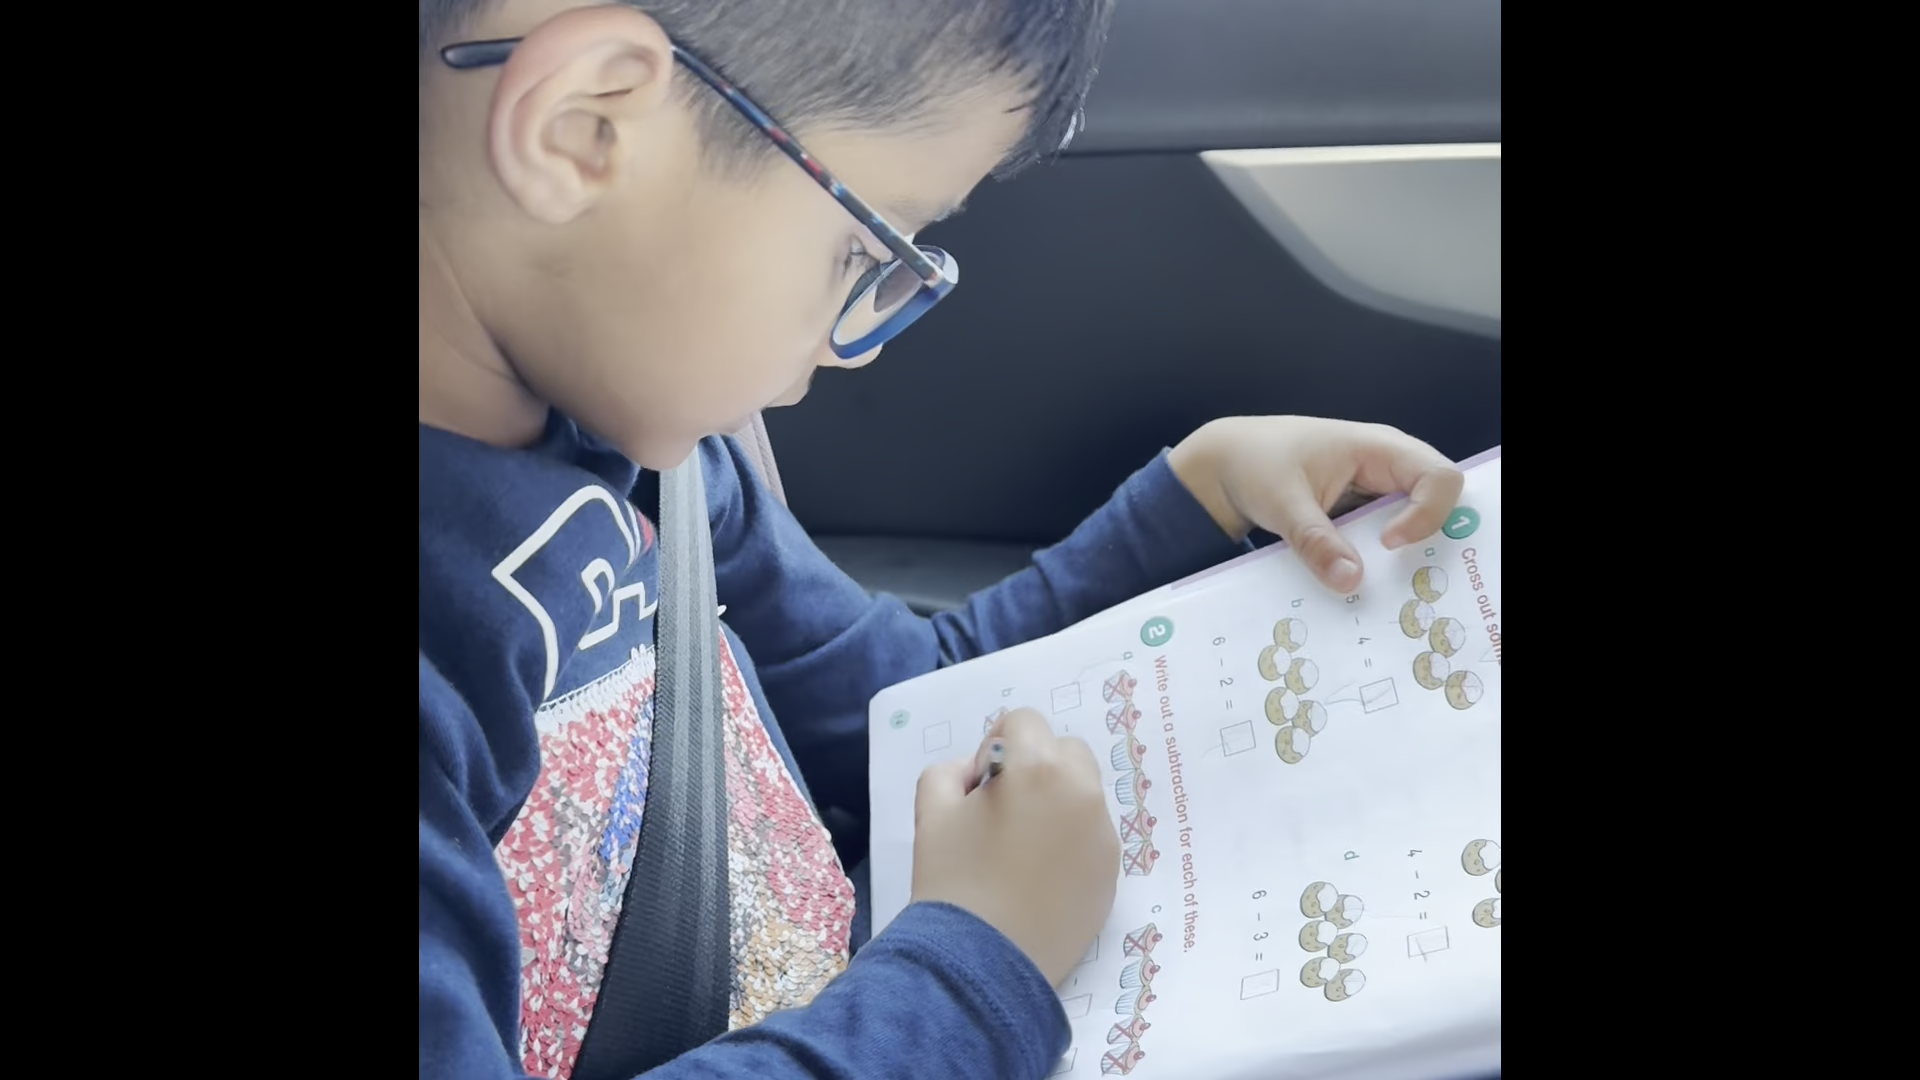 1 Cross out
a
5 - 4 =
b
6 - 2 =
4 - 2 =
d
6 - 3 =
2 Write out a subtraction for each of these.
a
-
b
c
-
14